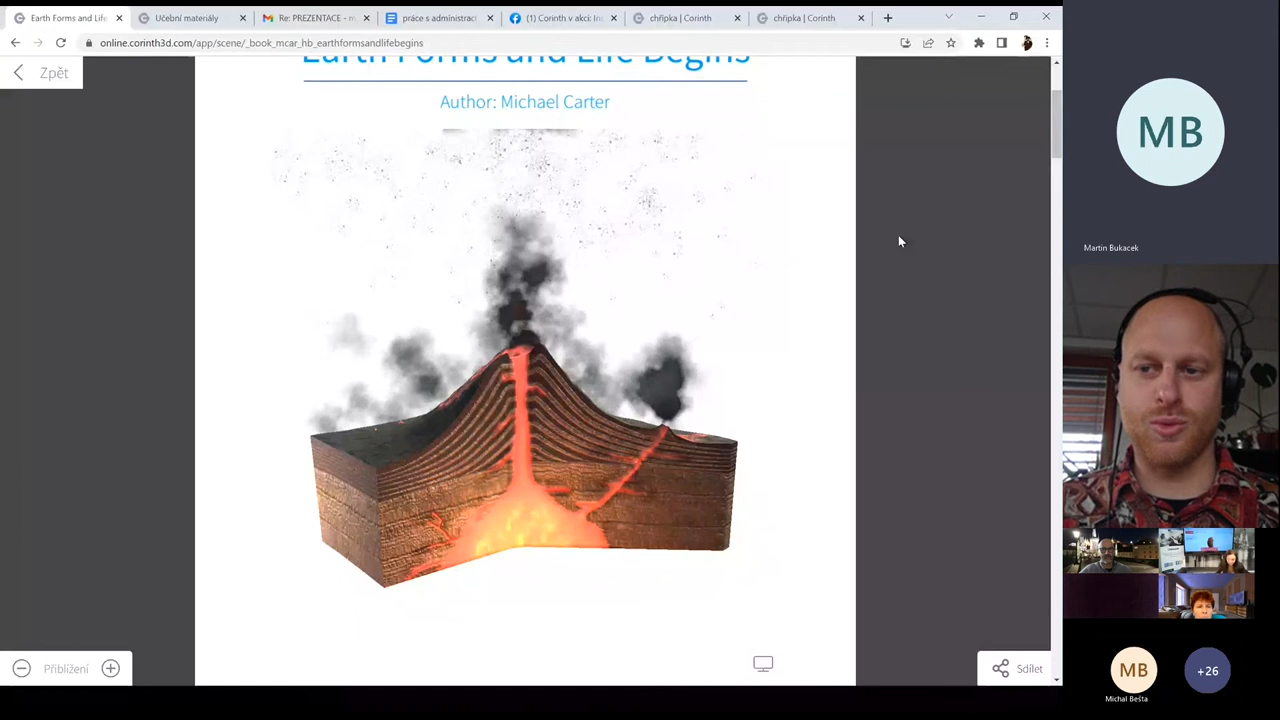 Earth Forms and Life
Učební materiály
Re: PREZENTACE - m
práce s administrac
(1) Corinth v akci: Ina
chřipka | Corinth
chřipka | Corinth
online.corinth3d.com/app/scene/_book_mcar_hb_earthformsandlifebegins
Zpět
Earth Forms and Life Begins
Author: Michael Carter
MB
Martin Bukacek
Přiblížení
Sdílet
MB
+26
Michal Bešta